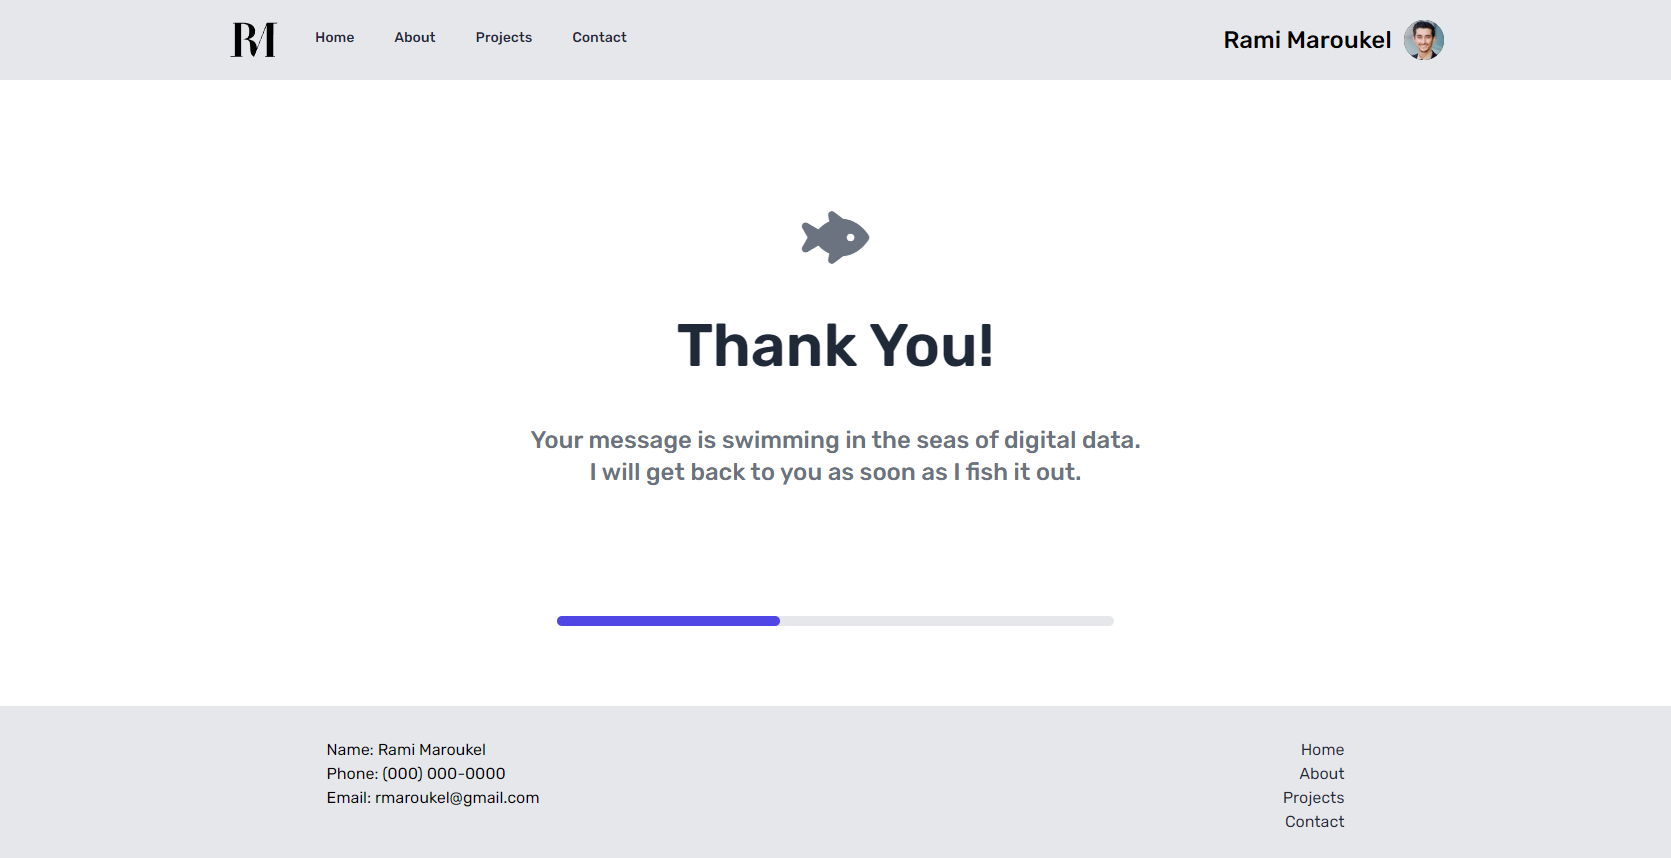 RM
Home About Projects Contact
Rami Maroukel
Thank You!
Your message is swimming in the seas of digital data.
I will get back to you as soon as I fish it out.
Name: Rami Maroukel
Phone: (000) 000-0000
Email: rmaroukel@gmail.com
Home
About
Projects
Contact